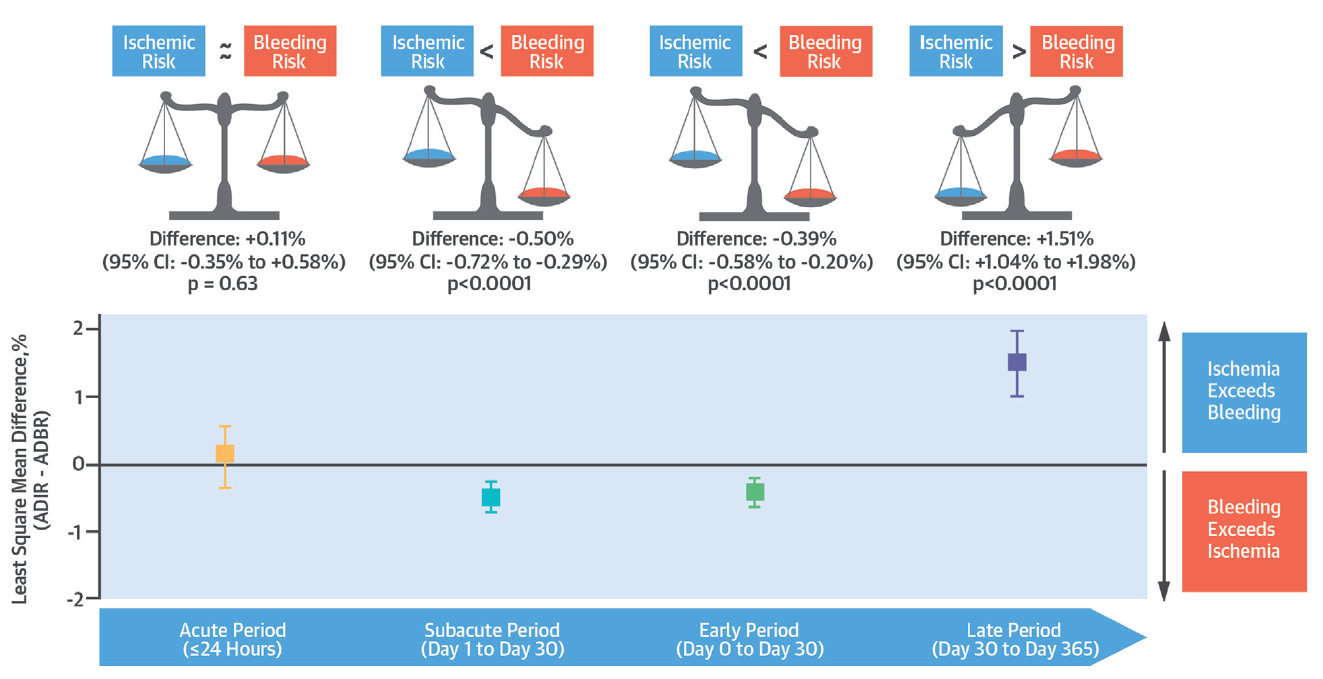 Ischemic
Risk
≈
Bleeding
Risk
Ischemic
Risk
<
Bleeding
Risk
Ischemic
Risk
<
Bleeding
Risk
Ischemic
Risk
>
Bleeding
Risk
Difference: +0.11%
(95% CI: -0.35% to +0.58%)
p = 0.63
Difference: -0.50%
(95% CI: -0.72% to -0.29%)
p<0.0001
Difference: -0.39%
(95% CI: -0.58% to -0.20%)
p<0.0001
Difference: +1.51%
(95% CI: +1.04% to +1.98%)
p<0.0001
Least Square Mean Difference,%
(ADIR - ADBR)
2
1
0
-1
-2
Ischemia
Exceeds
Bleeding
Bleeding
Exceeds
Ischemia
Acute Period
(≤24 Hours)
Subacute Period
(Day 1 to Day 30)
Early Period
(Day 0 to Day 30)
Late Period
(Day 30 to Day 365)